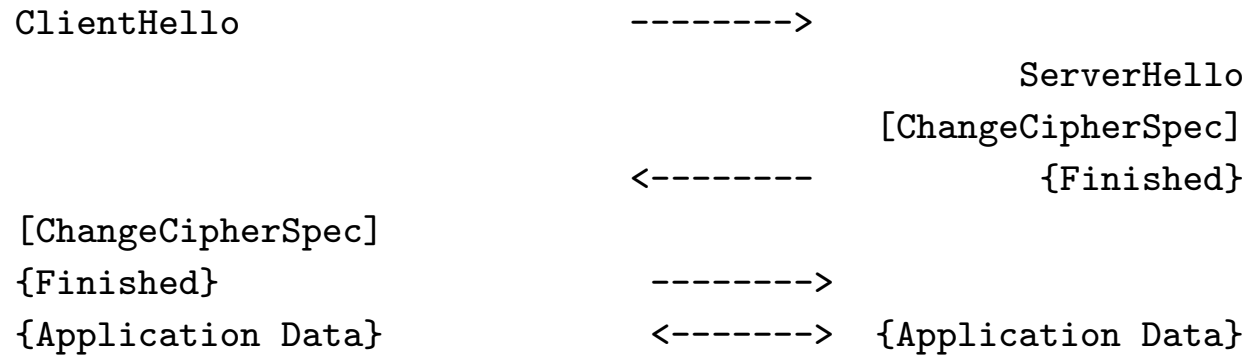 ClientHello -------->
ServerHello
[ChangeCipherSpec]
<-------- {Finished}
[ChangeCipherSpec]
{Finished} -------->
{Application Data} <-------> {Application Data}